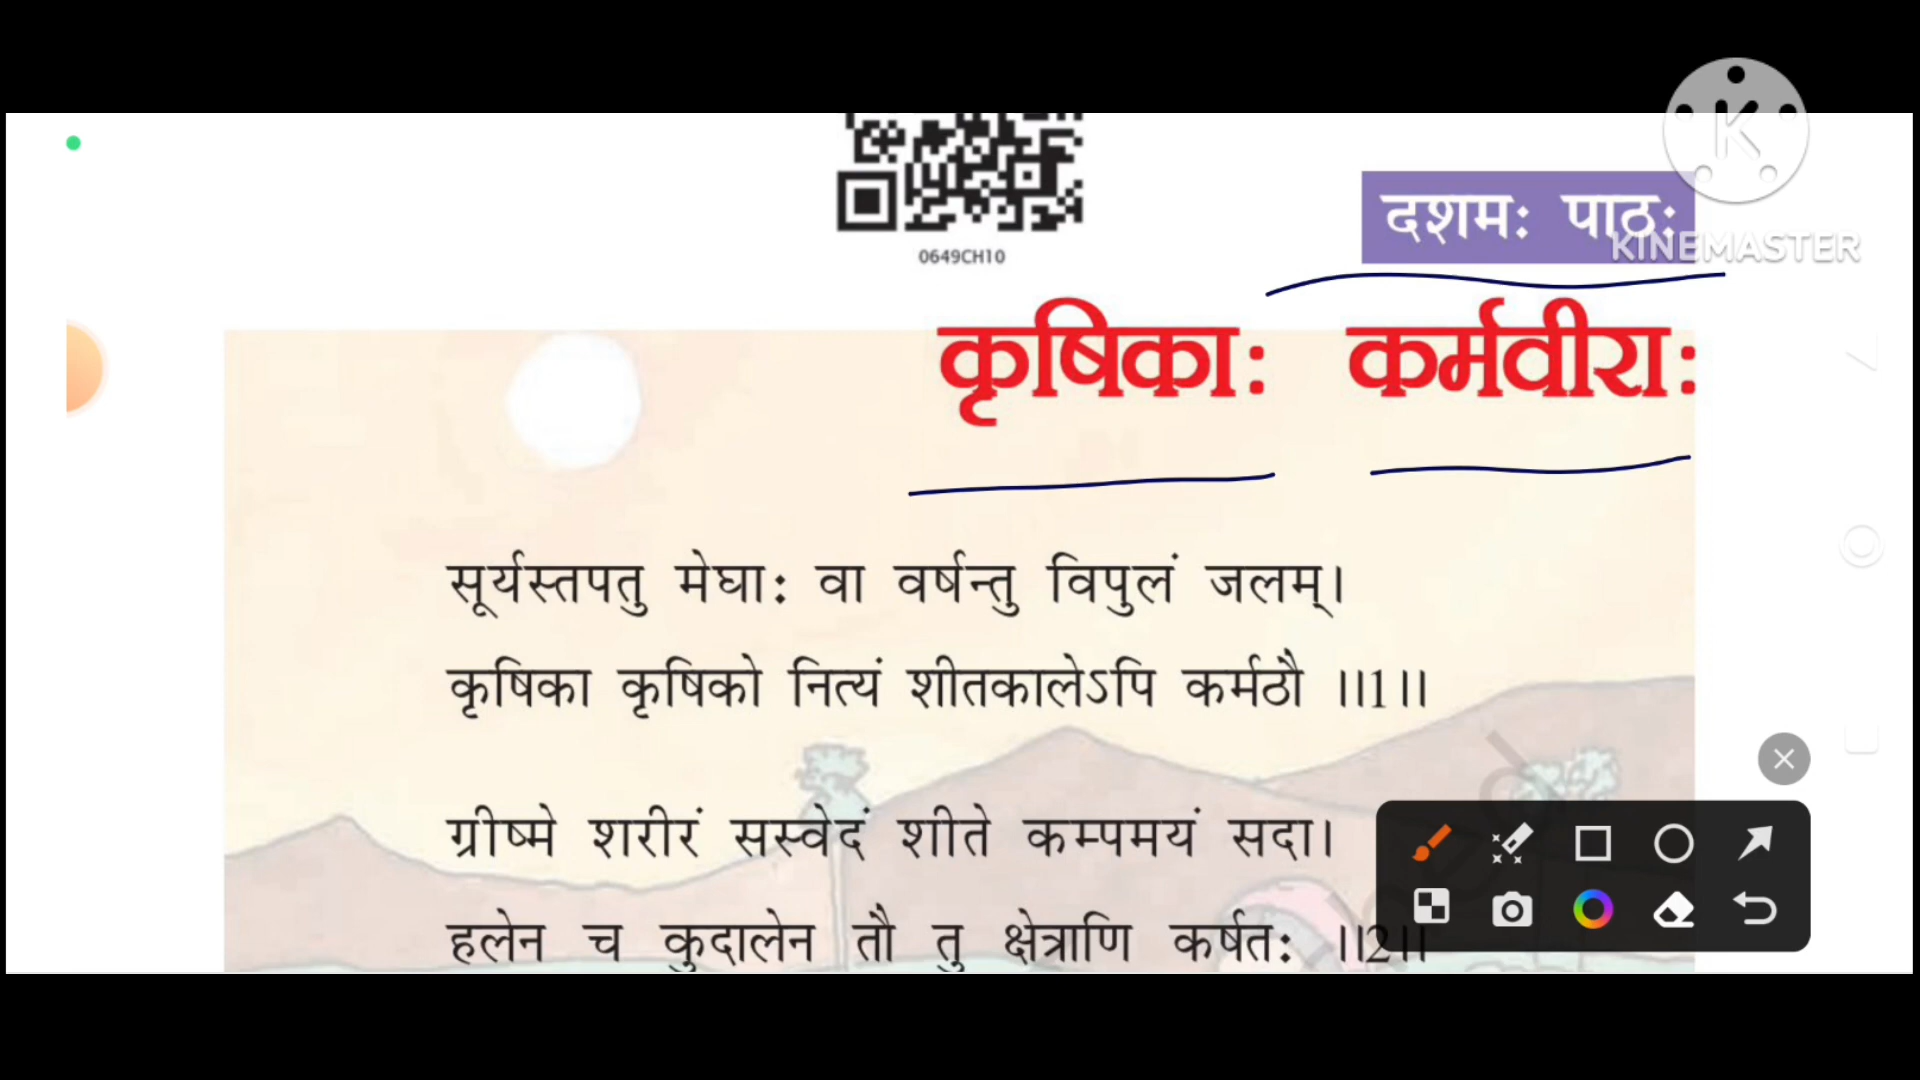 0649CH10
दशमः पाठः
KINEMASTER
कृषिकाः कर्मवीराः
सूर्यस्तपतु मेघाः वा वर्षन्तु विपुलं जलम्।
कृषिका कृषिको नित्यं शीतकालेऽपि कर्मठौ ।।1।।
ग्रीष्मे शरीरं सस्वेदं शीते कम्पमयं सदा।
हलेन च कुदालेन तौ तु क्षेत्राणि कर्षतः ।।2।।